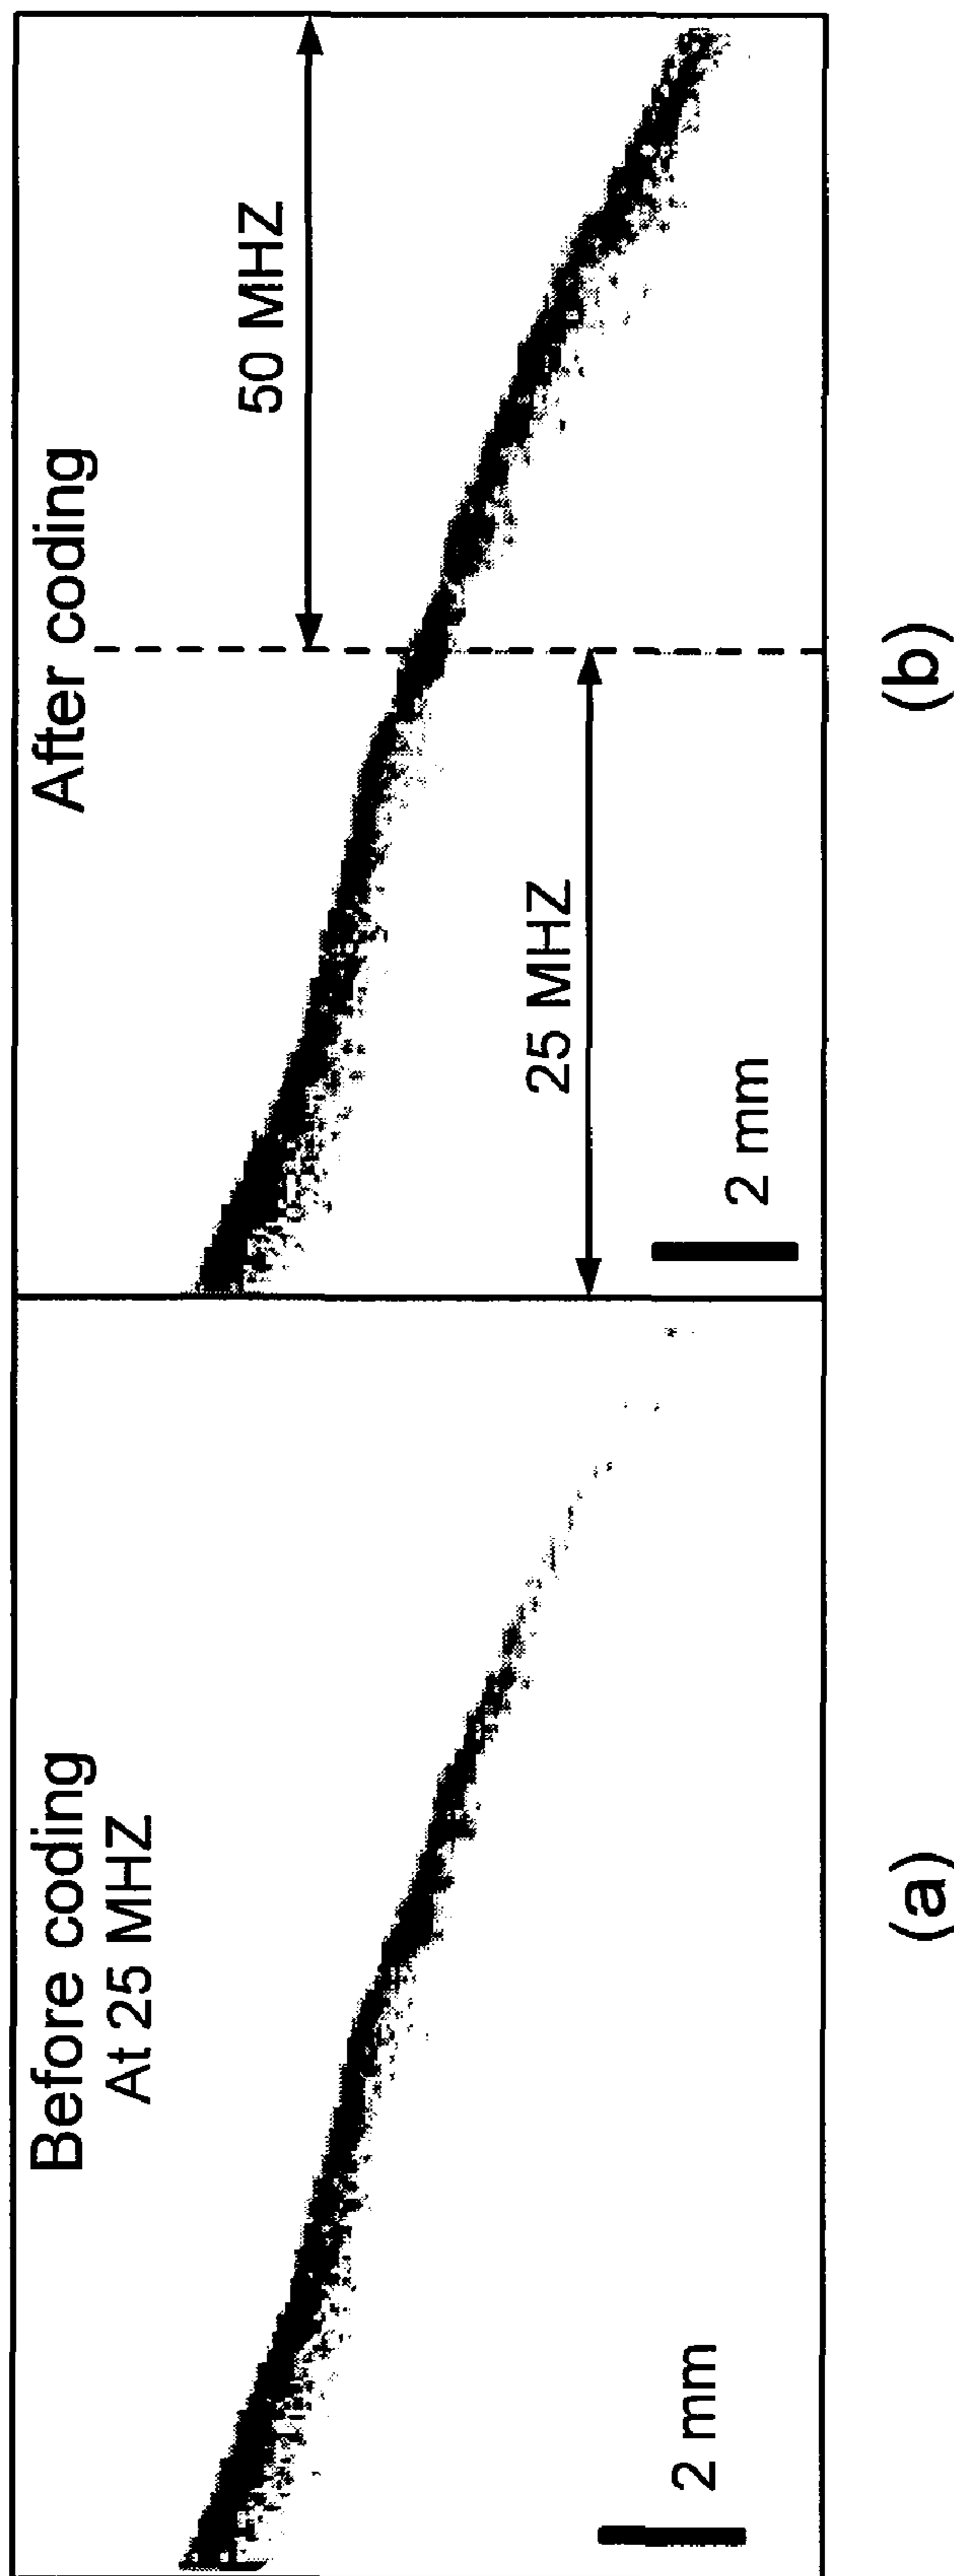 Before coding
At 25 MHZ
2 mm
(a)
After coding
50 MHZ
25 MHZ
2 mm
(b)